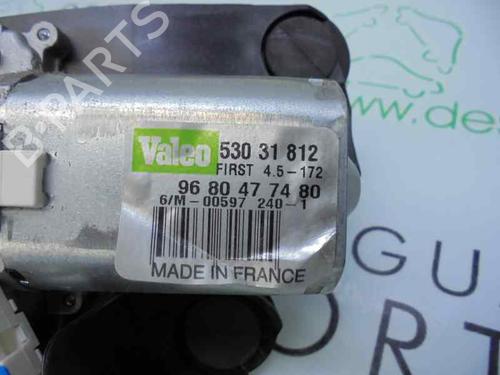 B-PARTS
Valeo 530 31 812
FIRST 4.5-172
96 80 47 74 80
6/M-00597 240-1
MADE IN FRANCE
www.de
GU
ORT